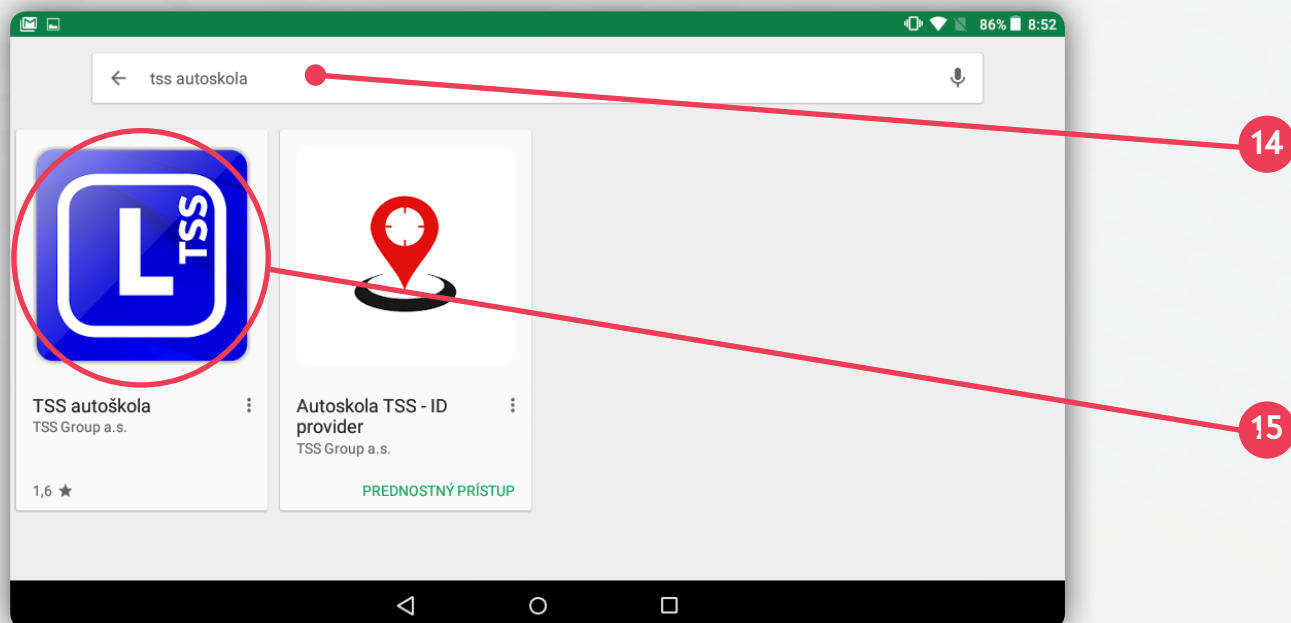 86% 8:52
tss autoskola
14
L TSS
TSS autoškola
TSS Group a.s.
1,6 ★
Autoskola TSS - ID
provider
TSS Group a.s.
PREDNOSTNÝ PRÍSTUP
15